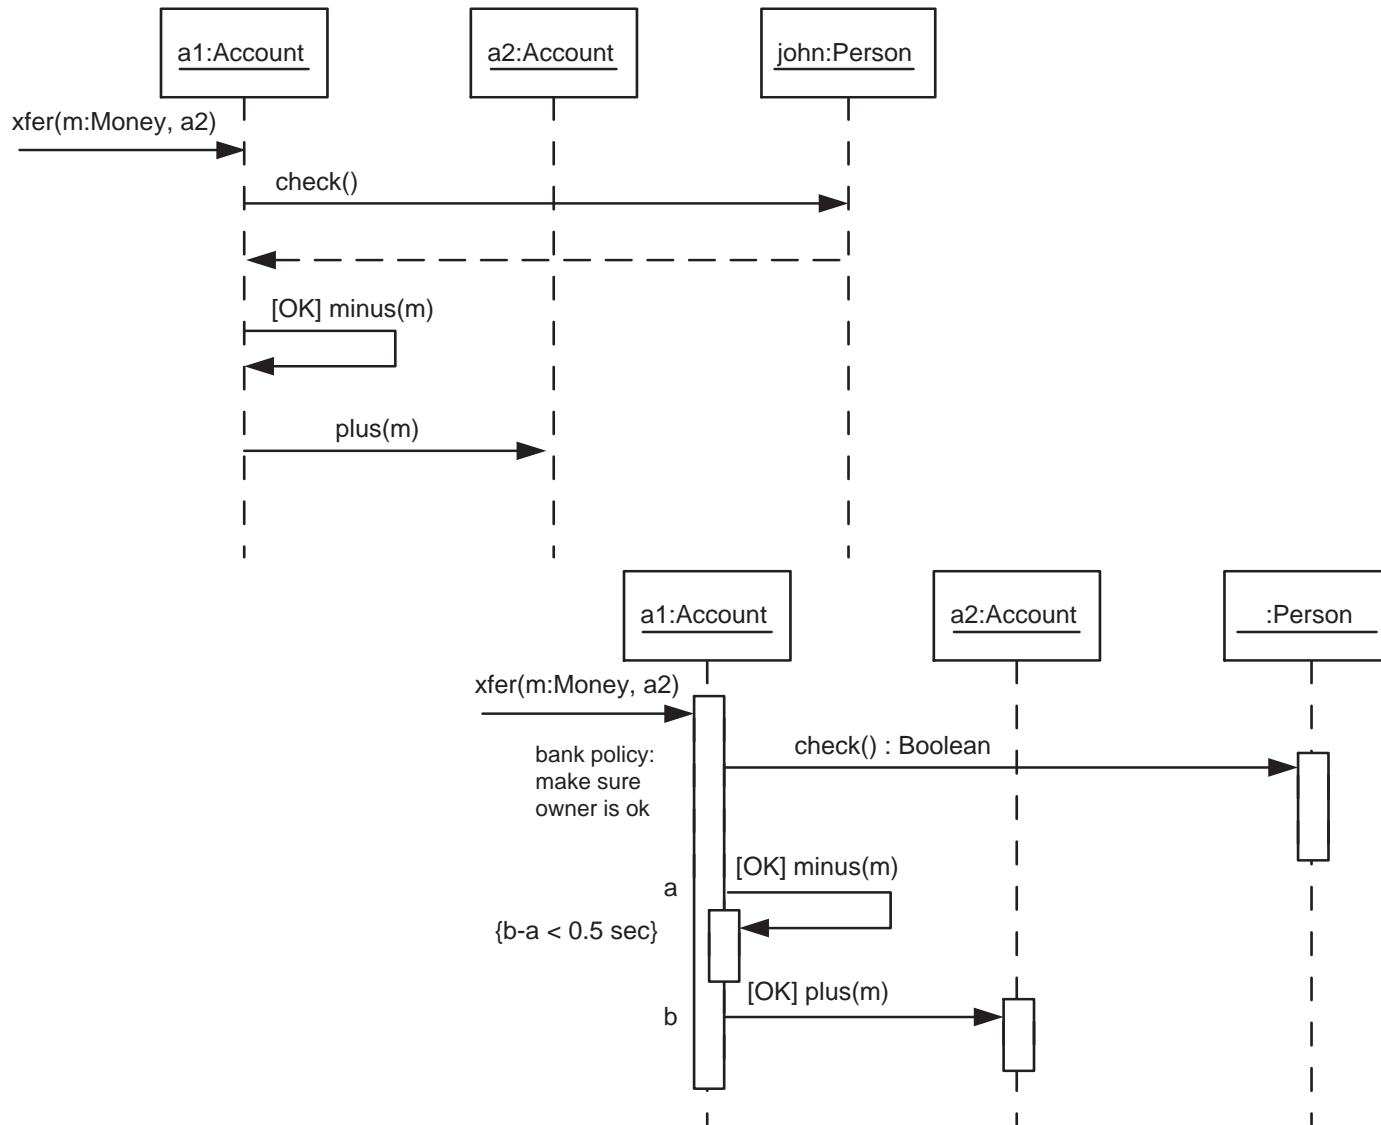 a1:Account
a2:Account
john:Person
xfer(m:Money, a2)
check()
[OK] minus(m)
plus(m)
a1:Account
a2:Account
:Person
xfer(m:Money, a2)
check() : Boolean
bank policy:
make sure
owner is ok
[OK] minus(m)
a
{b-a < 0.5 sec}
[OK] plus(m)
b